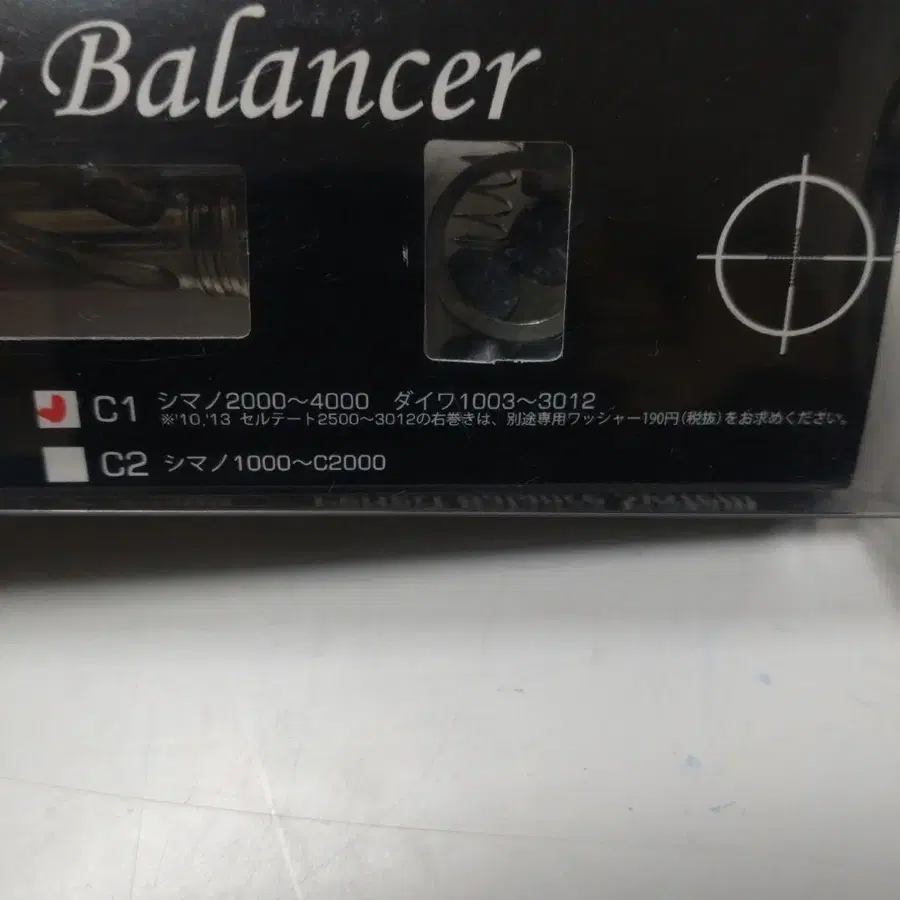 Balancer
C1 シマノ2000～4000 ダイワ1003～3012
※'10,'13 セルテート2500～3012の右巻きは、別途専用ワッシャー190円(税抜)をお求めください。
C2 シマノ1000～C2000